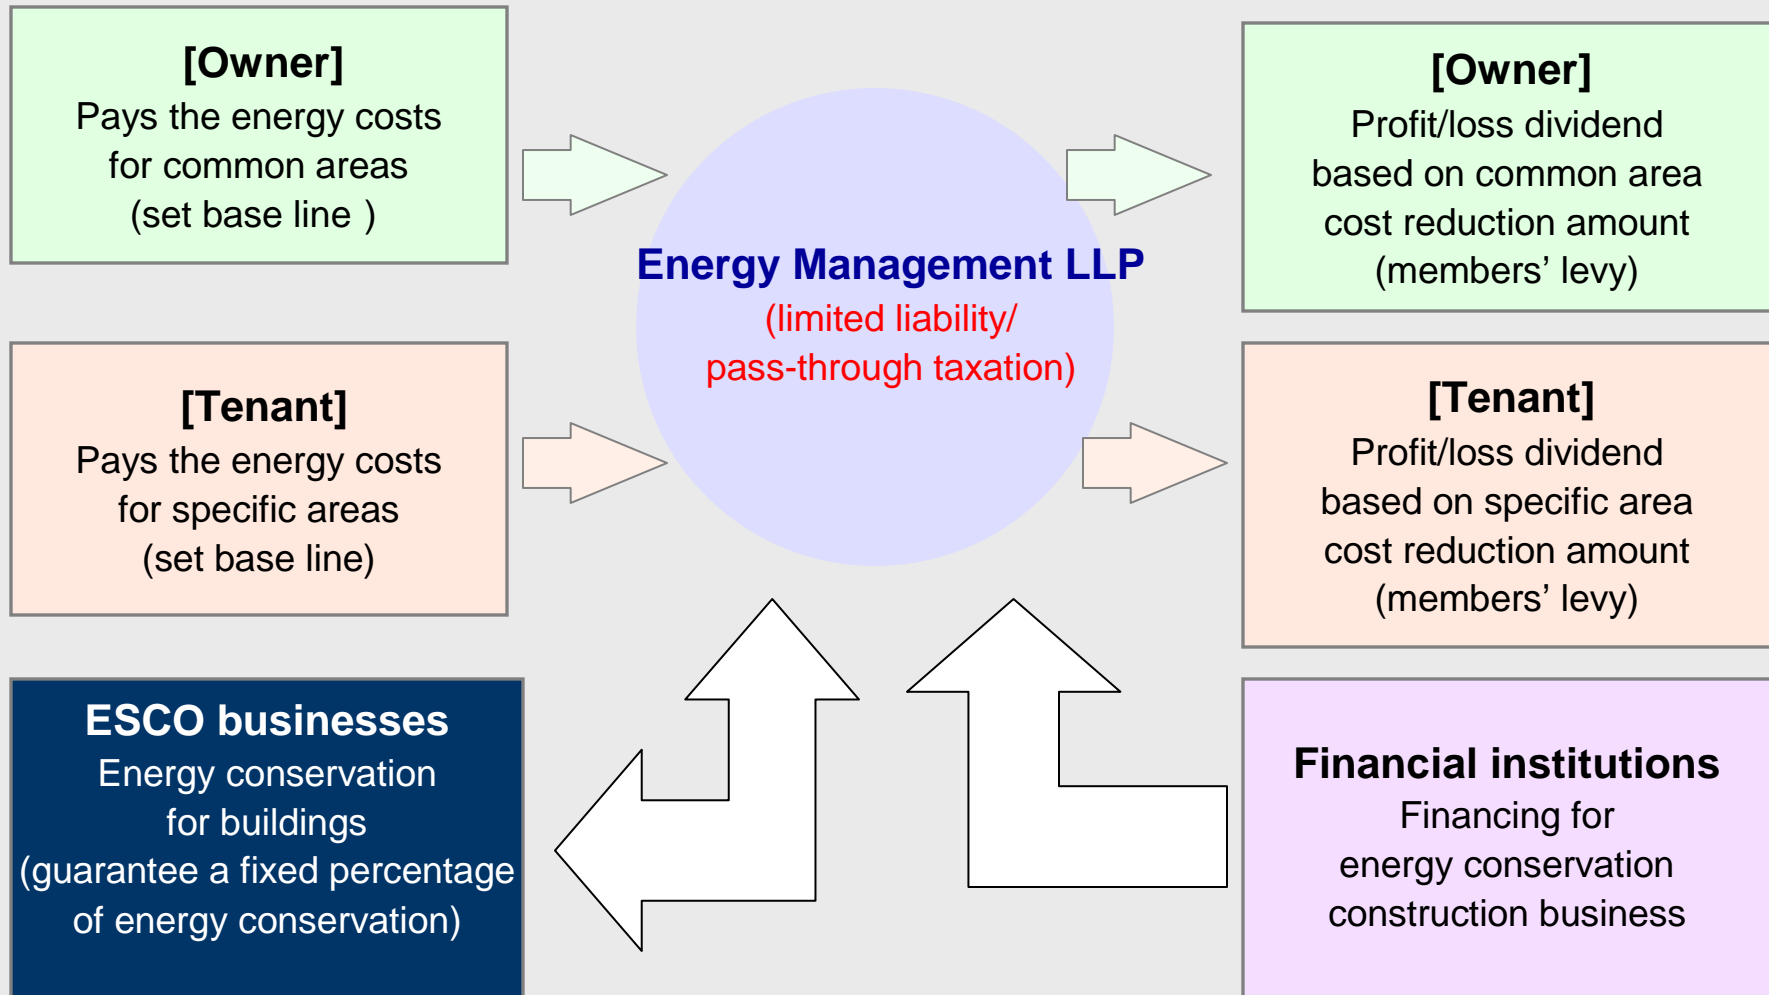 [Owner]
Pays the energy costs
for common areas
(set base line )
[Tenant]
Pays the energy costs
for specific areas
(set base line)
ESCO businesses
Energy conservation
for buildings
(guarantee a fixed percentage
of energy conservation)
Energy Management LLP
(limited liability/
pass-through taxation)
[Owner]
Profit/loss dividend
based on common area
cost reduction amount
(members’ levy)
[Tenant]
Profit/loss dividend
based on specific area
cost reduction amount
(members’ levy)
Financial institutions
Financing for
energy conservation
construction business